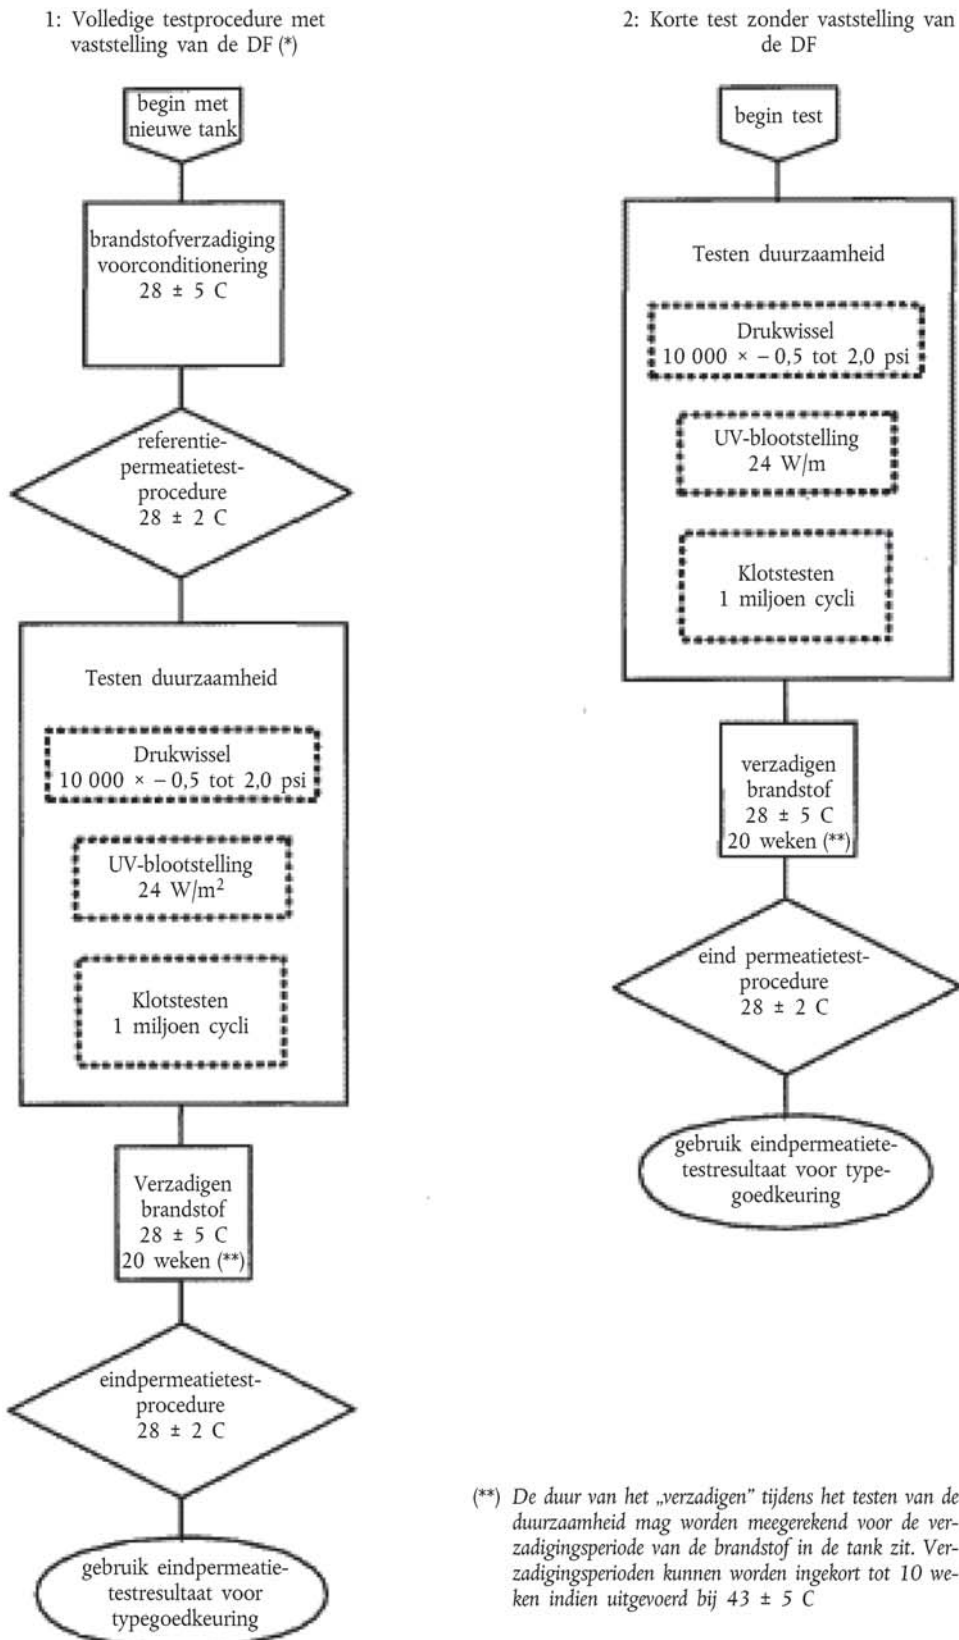 1: Volledige testprocedure met
vaststelling van de DF (*)
begin met
nieuwe tank
brandstofverzadiging
voorconditionering
28 ± 5 C
referentie-
permeatietest-
procedure
28 ± 2 C
Testen duurzaamheid
Drukwissel
10 000 × – 0,5 tot 2,0 psi
UV-blootstelling
24 W/m²
Klotstesten
1 miljoen cycli
Verzadigen
brandstof
28 ± 5 C
20 weken (**)
eindpermeatietest-
procedure
28 ± 2 C
gebruik eindpermeatie-
testresultaat voor
typegoedkeuring
2: Korte test zonder vaststelling van
de DF
begin test
Testen duurzaamheid
Drukwissel
10 000 × – 0,5 tot 2,0 psi
UV-blootstelling
24 W/m
Klotstesten
1 miljoen cycli
verzadigen
brandstof
28 ± 5 C
20 weken (**)
eind permeatietest-
procedure
28 ± 2 C
gebruik eindpermeatiete-
testresultaat voor type-
goedkeuring
(**) De duur van het „verzadigen” tijdens het testen van de
duurzaamheid mag worden meegerekend voor de ver-
zadigingsperiode van de brandstof in de tank zit. Ver-
zadigingsperioden kunnen worden ingekort tot 10 we-
ken indien uitgevoerd bij 43 ± 5 C